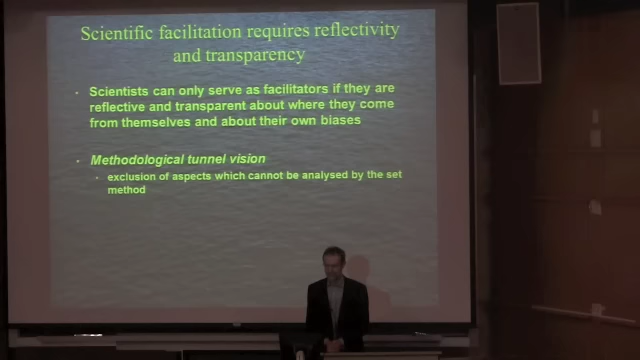 Scientific facilitation requires reflectivity
and transparency
• Scientists can only serve as facilitators if they are
reflective and transparent about where they come
from themselves and about their own biases
• Methodological tunnel vision
• exclusion of aspects which cannot be analysed by the set
method